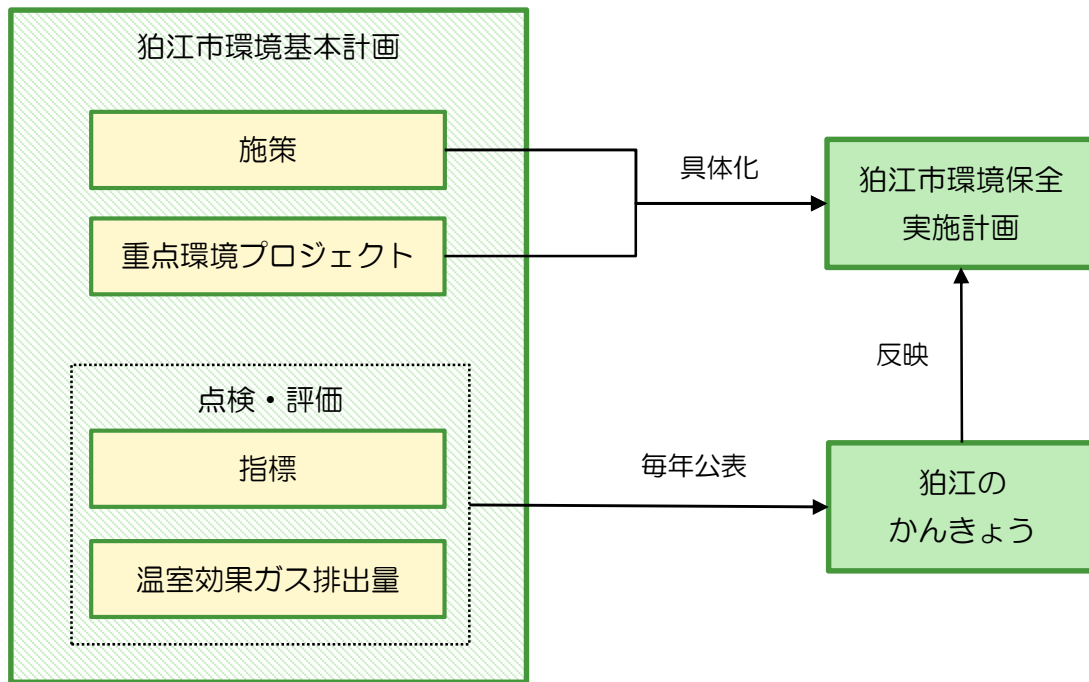 狛江市環境基本計画
施策
重点環境プロジェクト
点検・評価
指標
温室効果ガス排出量
具体化
狛江市環境保全
実施計画
反映
毎年公表
狛江の
かんきょう